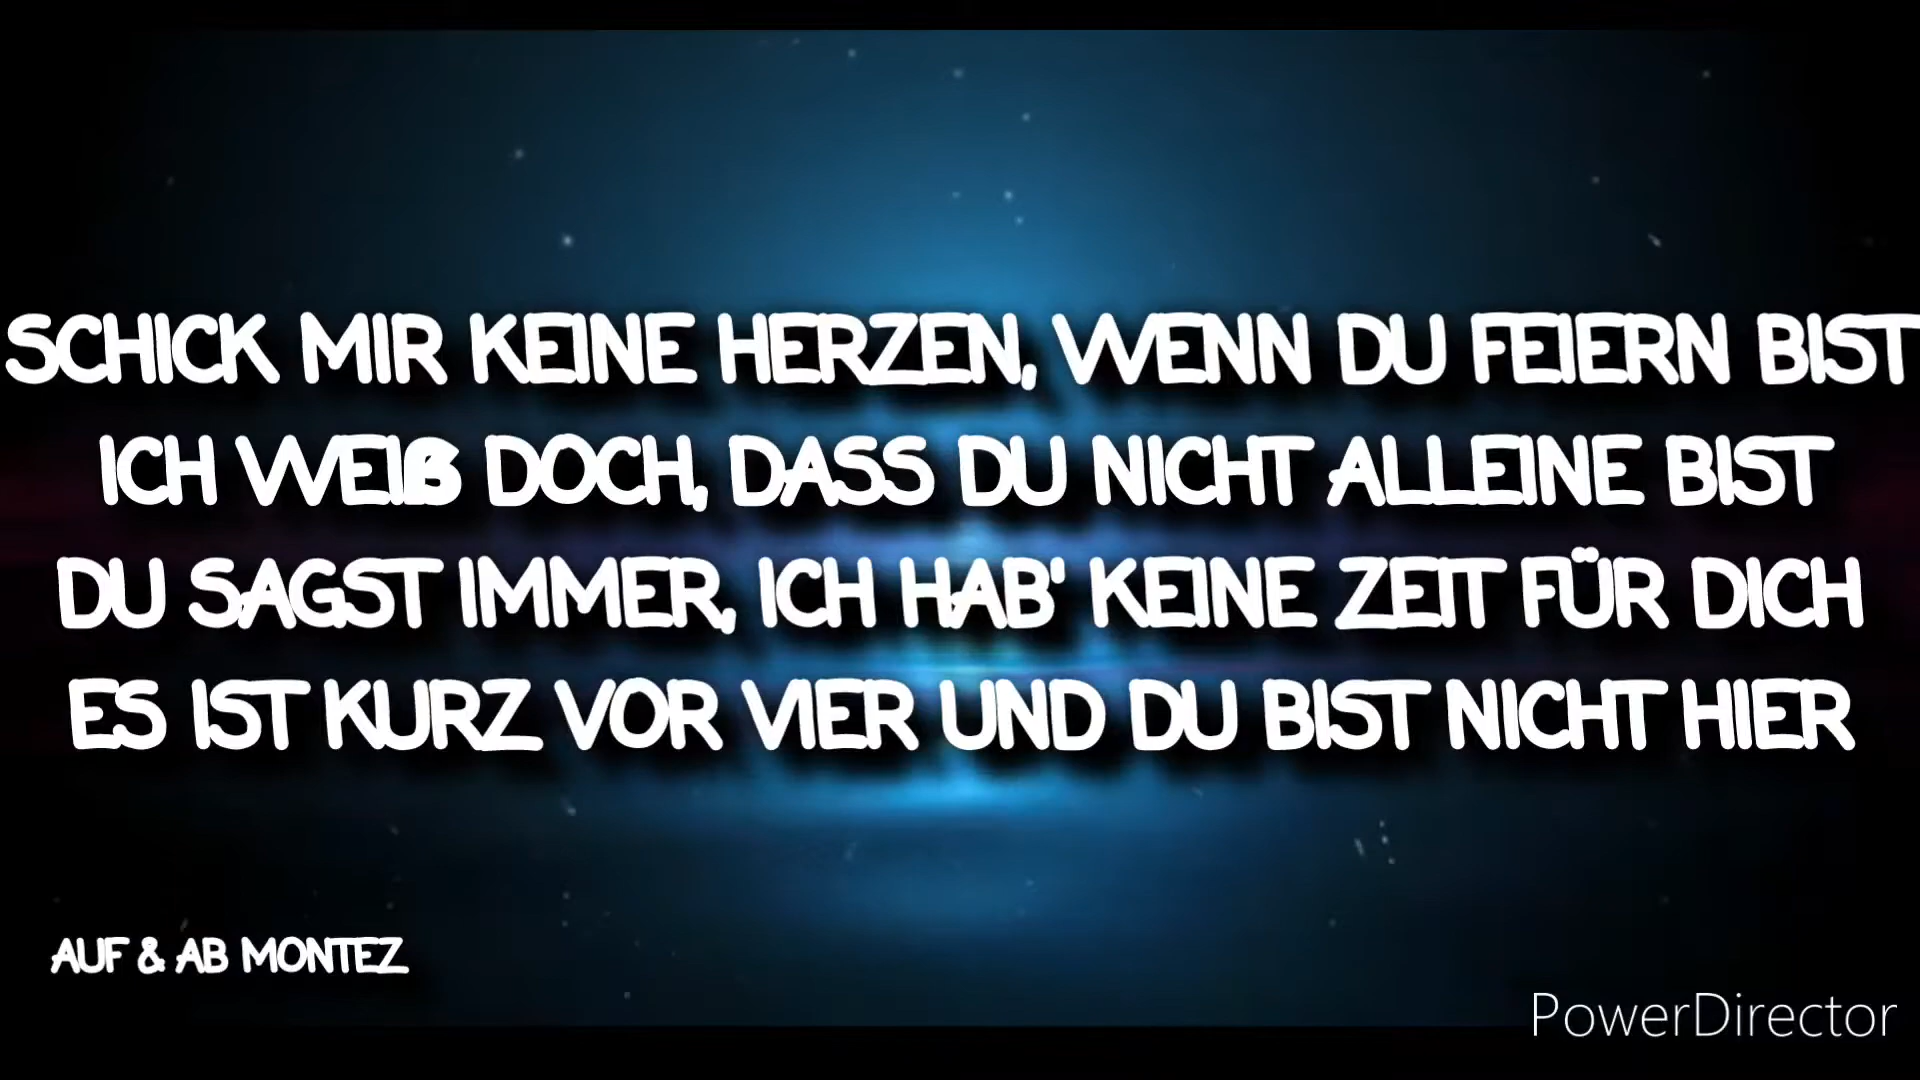 SCHICK MIR KEINE HERZEN, WENN DU FEIERN BIST
ICH WEIß DOCH, DASS DU NICHT ALLEINE BIST
DU SAGST IMMER, ICH HAB' KEINE ZEIT FÜR DICH
ES IST KURZ VOR VIER UND DU BIST NICHT HIER
AUF & AB MONTEZ
PowerDirector